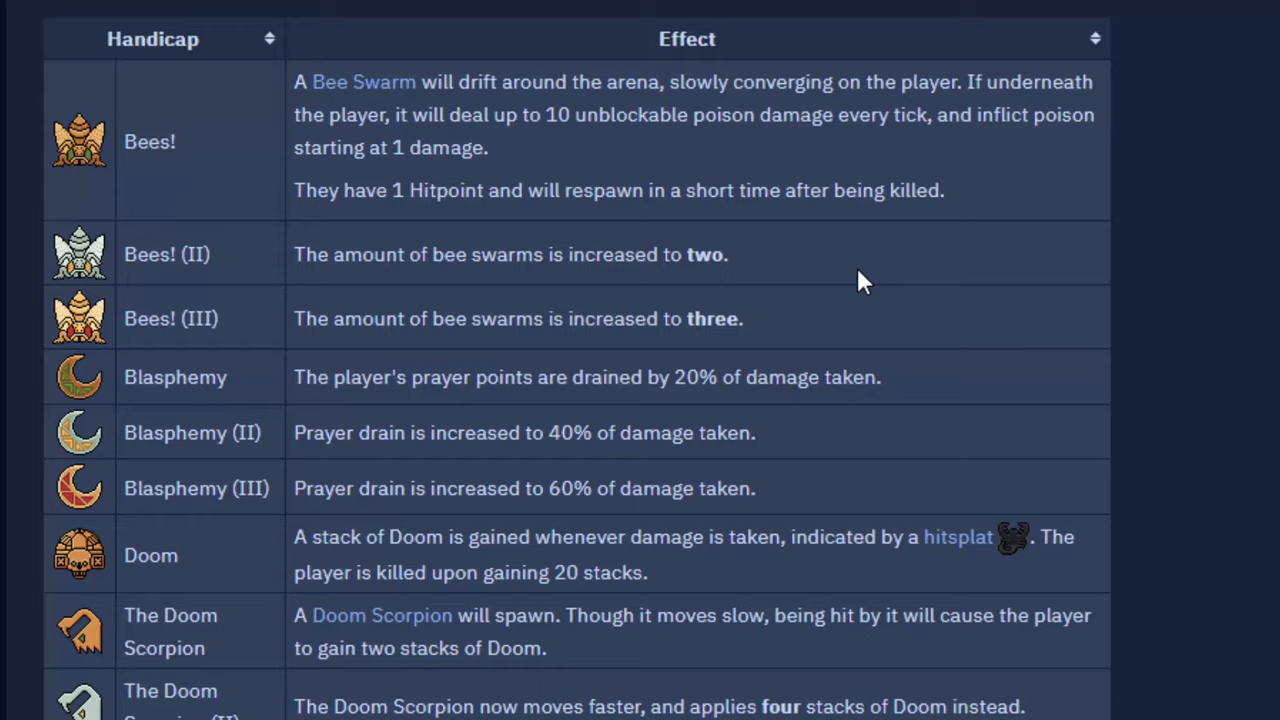 Handicap Effect
A Bee Swarm will drift around the arena, slowly converging on the player. If underneath
the player, it will deal up to 10 unblockable poison damage every tick, and inflict poison
Bees!
starting at 1 damage.
They have 1 Hitpoint and will respawn in a short time after being killed.
Bees! (II) The amount of bee swarms is increased to two.
Bees! (III) The amount of bee swarms is increased to three.
Blasphemy The player's prayer points are drained by 20% of damage taken.
Blasphemy (II) Prayer drain is increased to 40% of damage taken.
Blasphemy (III) Prayer drain is increased to 60% of damage taken.
A stack of Doom is gained whenever damage is taken, indicated by a hitsplat . The
Doom
player is killed upon gaining 20 stacks.
The Doom A Doom Scorpion will spawn. Though it moves slow, being hit by it will cause the player
Scorpion to gain two stacks of Doom.
The Doom
The Doom Scorpion now moves faster, and applies four stacks of Doom instead.